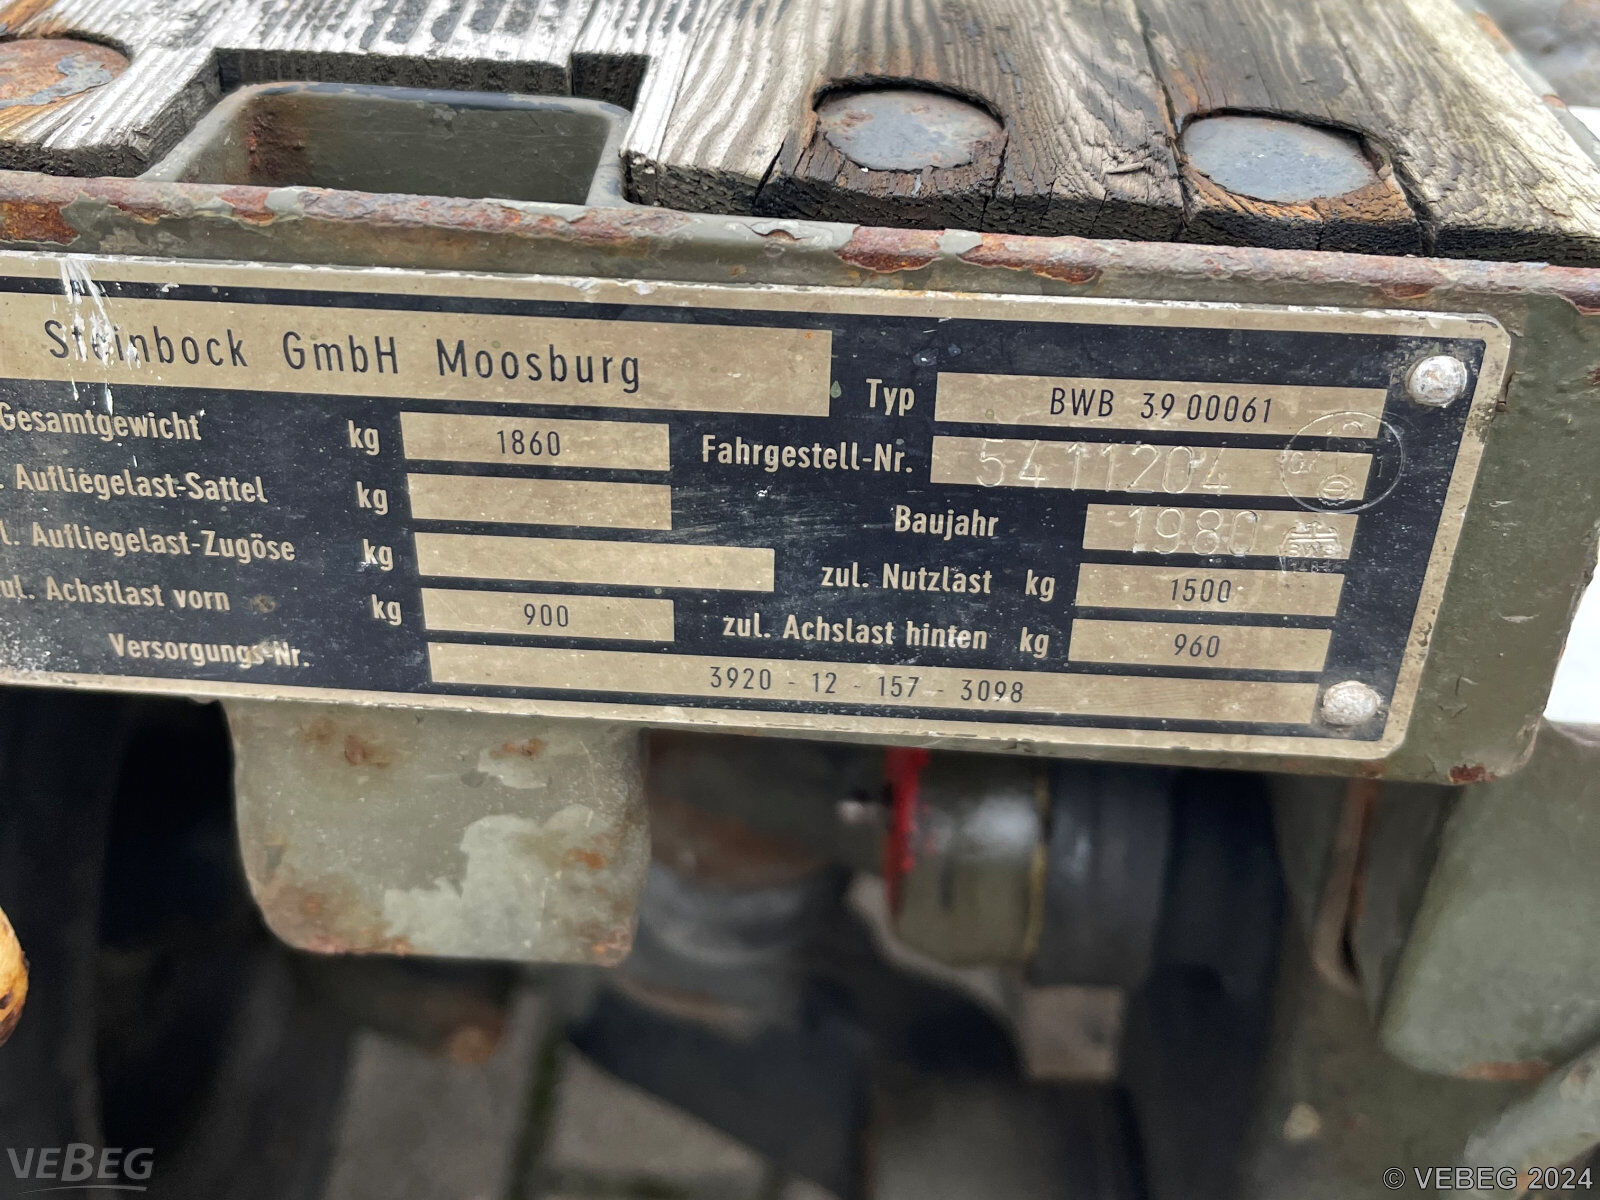 Steinbock GmbH Moosburg
Typ BWB 39 00061
Gesamtgewicht kg 1860
Fahrgestell-Nr. 5411204
. Aufliegelast-Sattel kg
Baujahr 1980
l. Aufliegelast-Zugöse kg
zul. Nutzlast kg 1500
ul. Achstlast vorn kg 900
zul. Achslast hinten kg 960
Versorgungs-Nr. 3920 - 12 - 157 - 3098
VEBEG
© VEBEG 2024